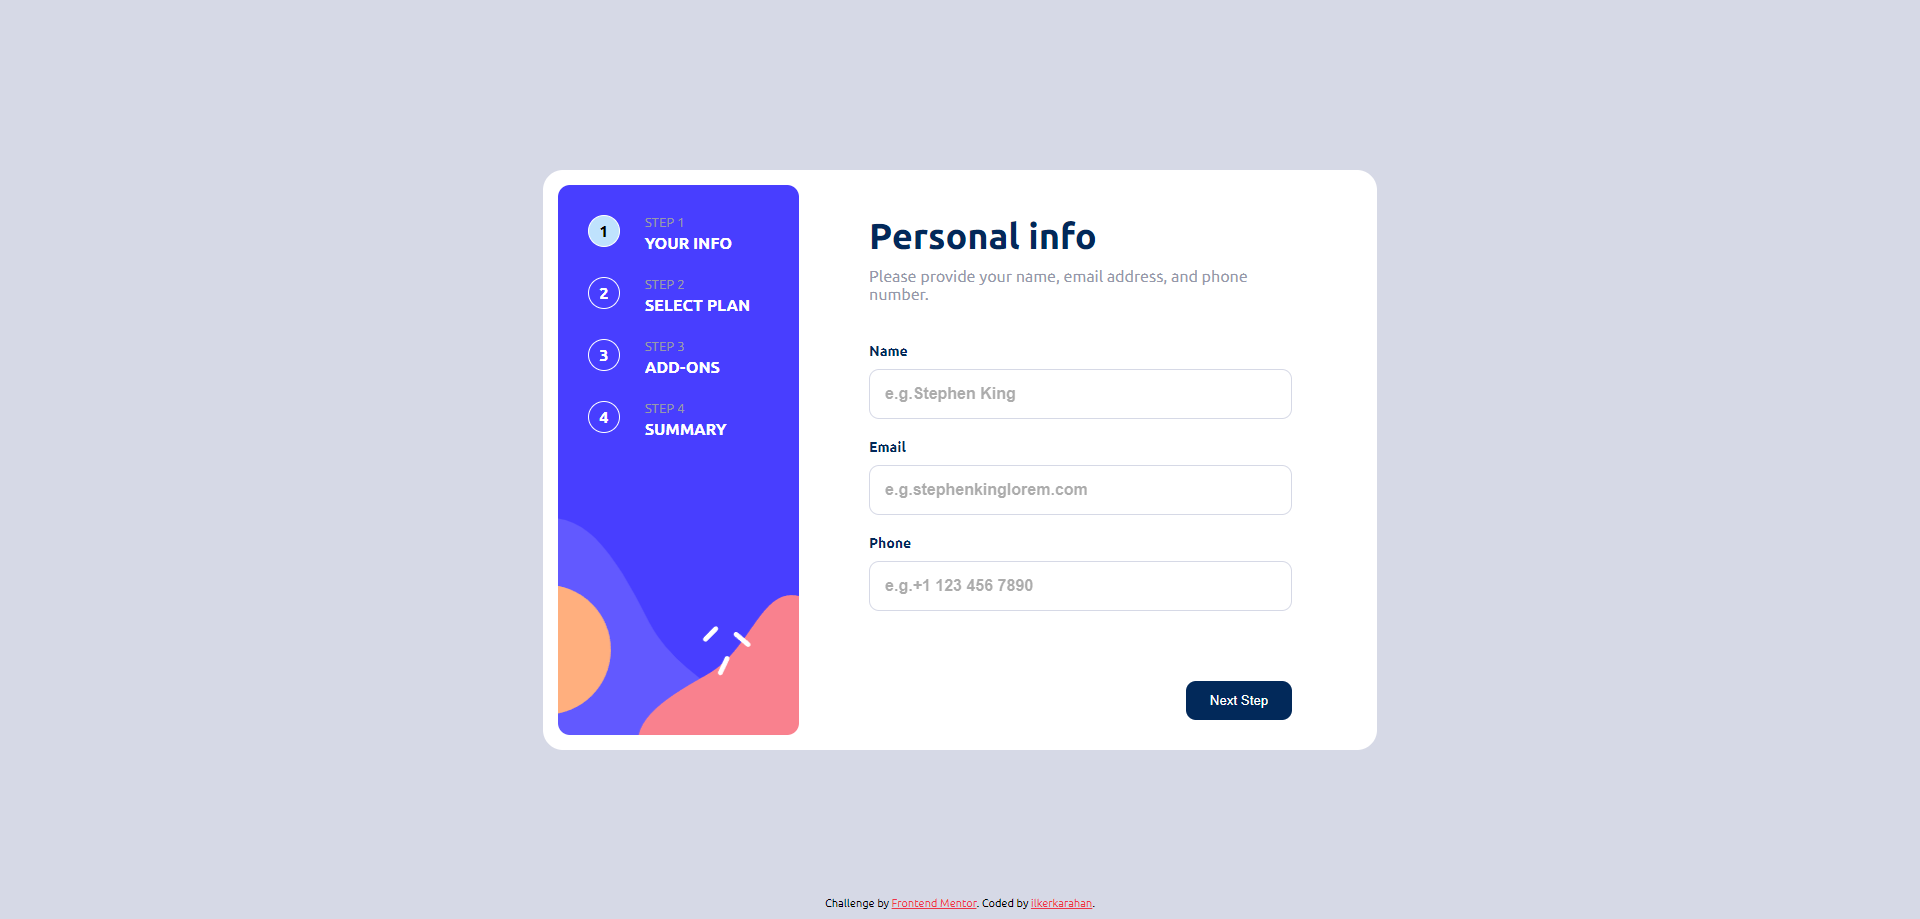 1
STEP 1
YOUR INFO
2
STEP 2
SELECT PLAN
3
STEP 3
ADD-ONS
4
STEP 4
SUMMARY
Personal info
Please provide your name, email address, and phone
number.
Name
e.g.Stephen King
Email
e.g.stephenkinglorem.com
Phone
e.g.+1 123 456 7890
Next Step
Challenge by Frontend Mentor. Coded by ilkerkarahan.